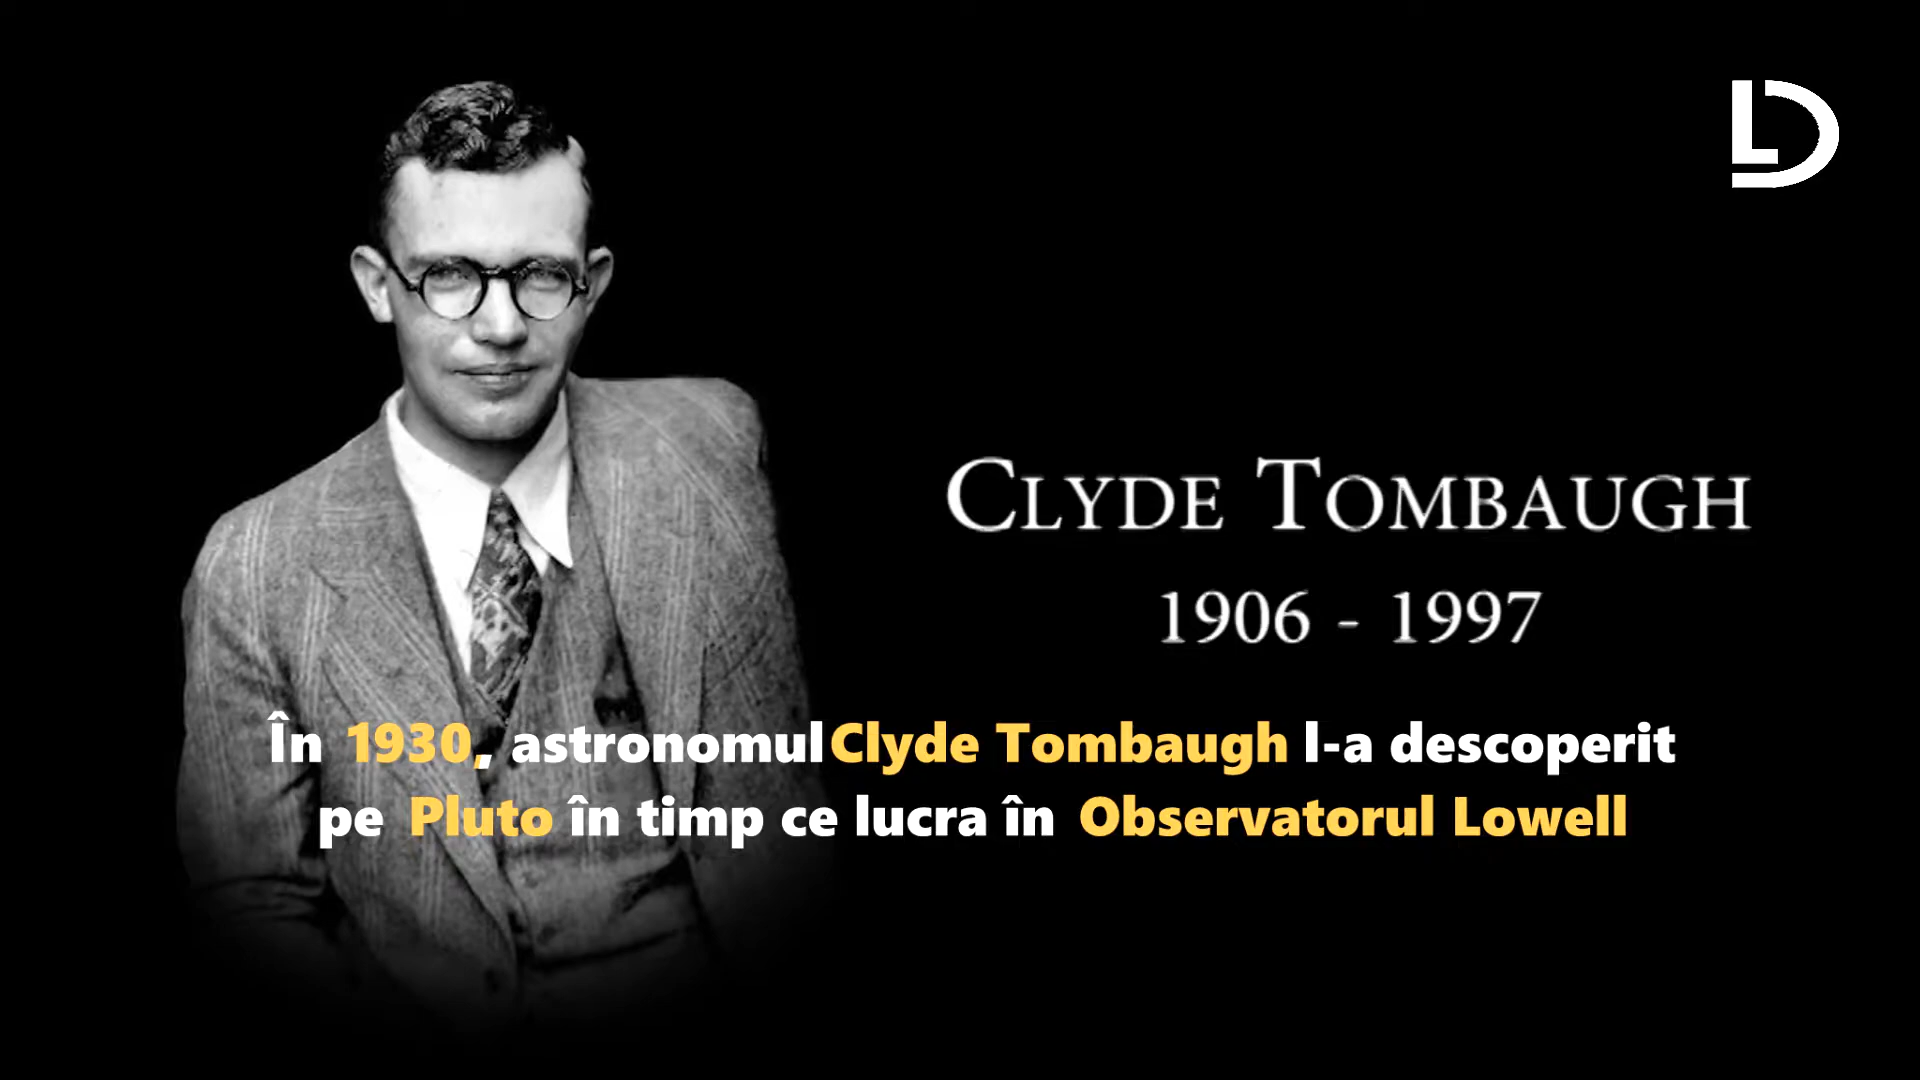 CLYDE TOMBAUGH
1906 - 1997
În 1930, astronomul Clyde Tombaugh l-a descoperit
pe Pluto în timp ce lucra în Observatorul Lowell